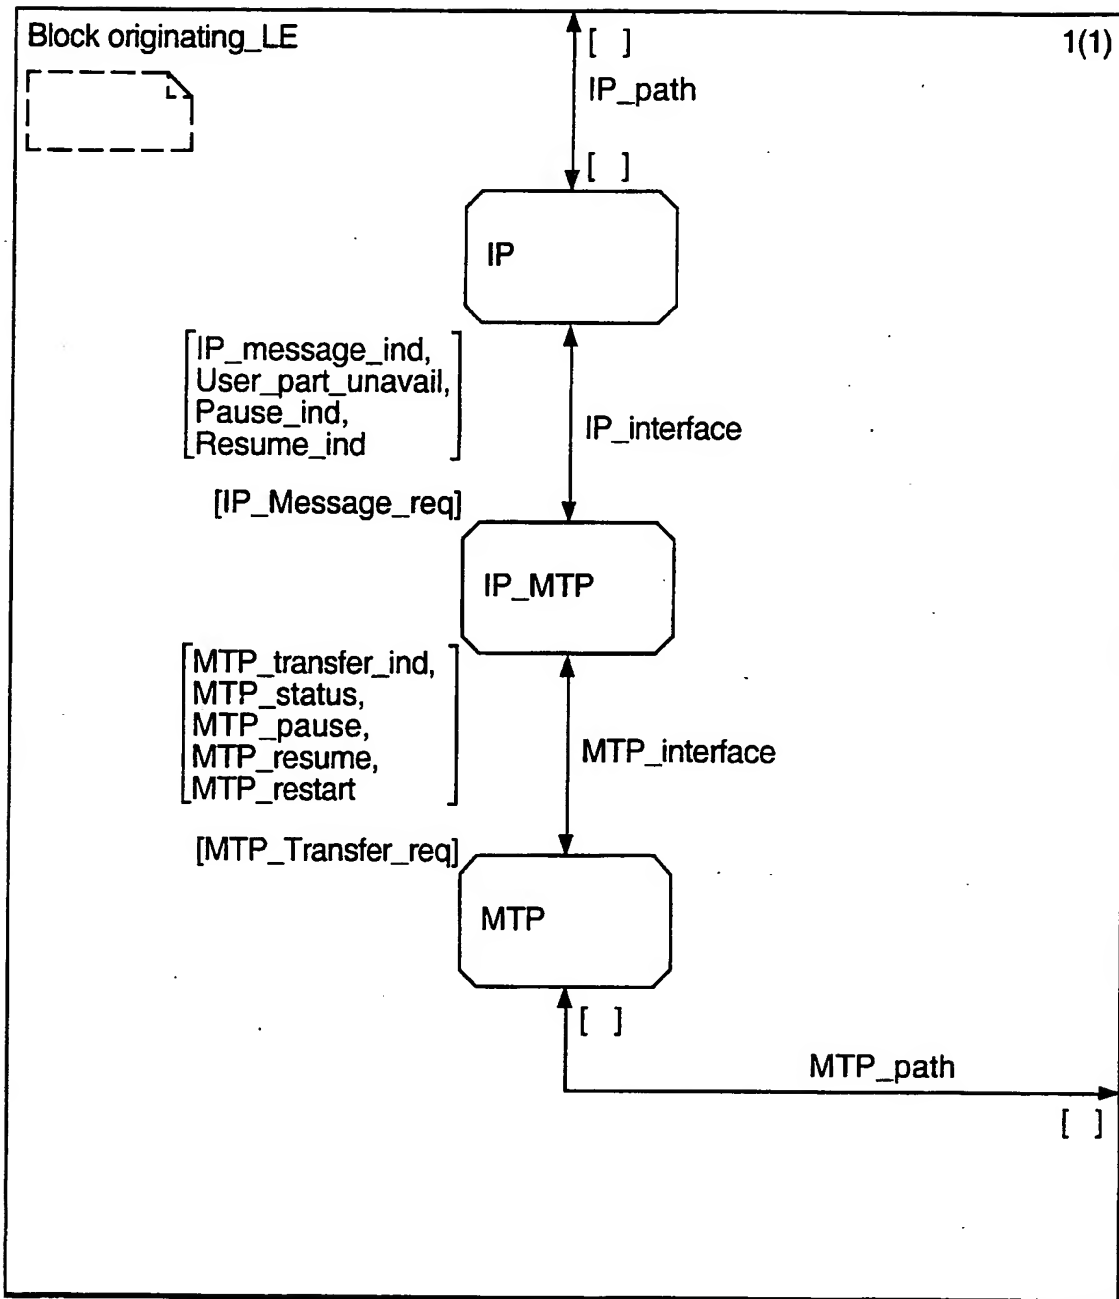 Block originating_LE
1(1)
[ ]
IP_path
[ ]
IP
[IP_message_ind,
User_part_unavail,
Pause_ind,
Resume_ind]
IP_interface
[IP_Message_req]
IP_MTP
[MTP_transfer_ind,
MTP_status,
MTP_pause,
MTP_resume,
MTP_restart]
MTP_interface
[MTP_Transfer_req]
MTP
[ ]
MTP_path
[ ]